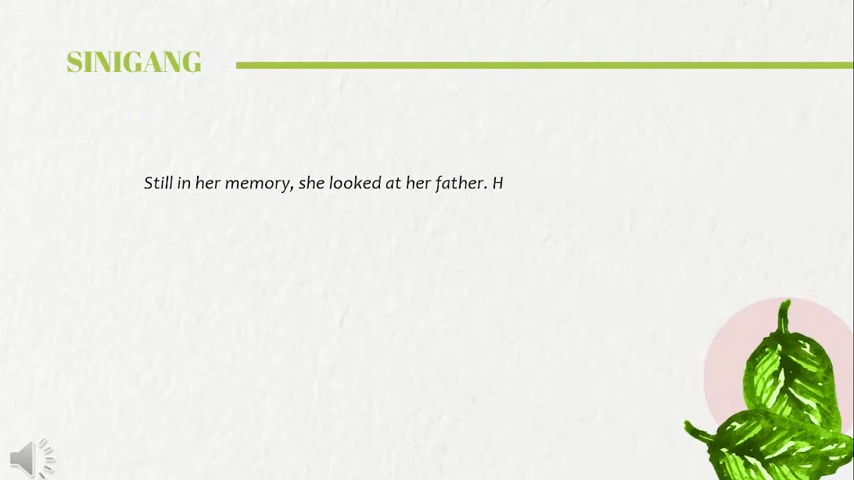 SINIGANG
Still in her memory, she looked at her father. H